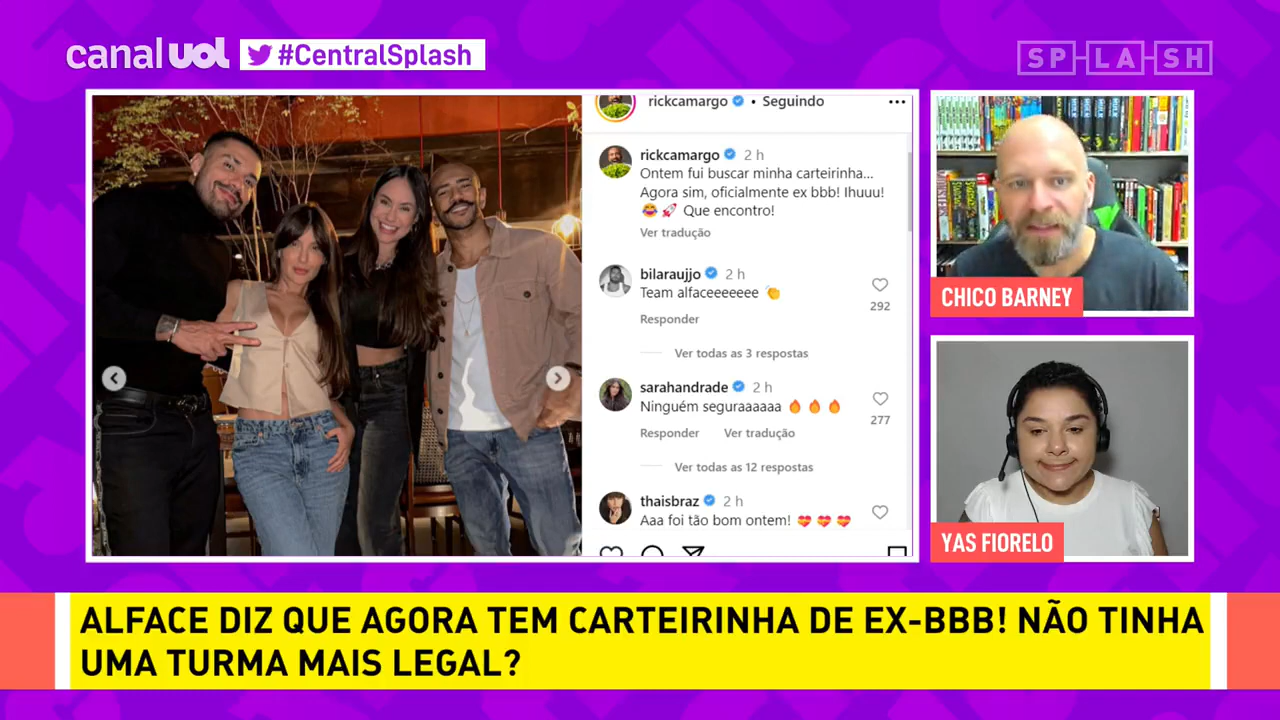 canal UOL
#CentralSplash
SPLASH
rickcamargo • Seguindo
rickcamargo 2 h
Ontem fui buscar minha carteirinha...
Agora sim, oficialmente ex bbb! Ihuuu!
😂 🚀 Que encontro!
Ver tradução
bilaraujjo 2 h
Team alfaceeeeeee 👏
292
Responder
Ver todas as 3 respostas
sarahandrade 2 h
Ninguém seguraaaaaa 🔥 🔥 🔥
277
Responder Ver tradução
Ver todas as 12 respostas
thaisbraz 2 h
Aaa foi tão bom ontem! 💝 💝 💝
CHICO BARNEY
YAS FIORELO
ALFACE DIZ QUE AGORA TEM CARTEIRINHA DE EX-BBB! NÃO TINHA
UMA TURMA MAIS LEGAL?